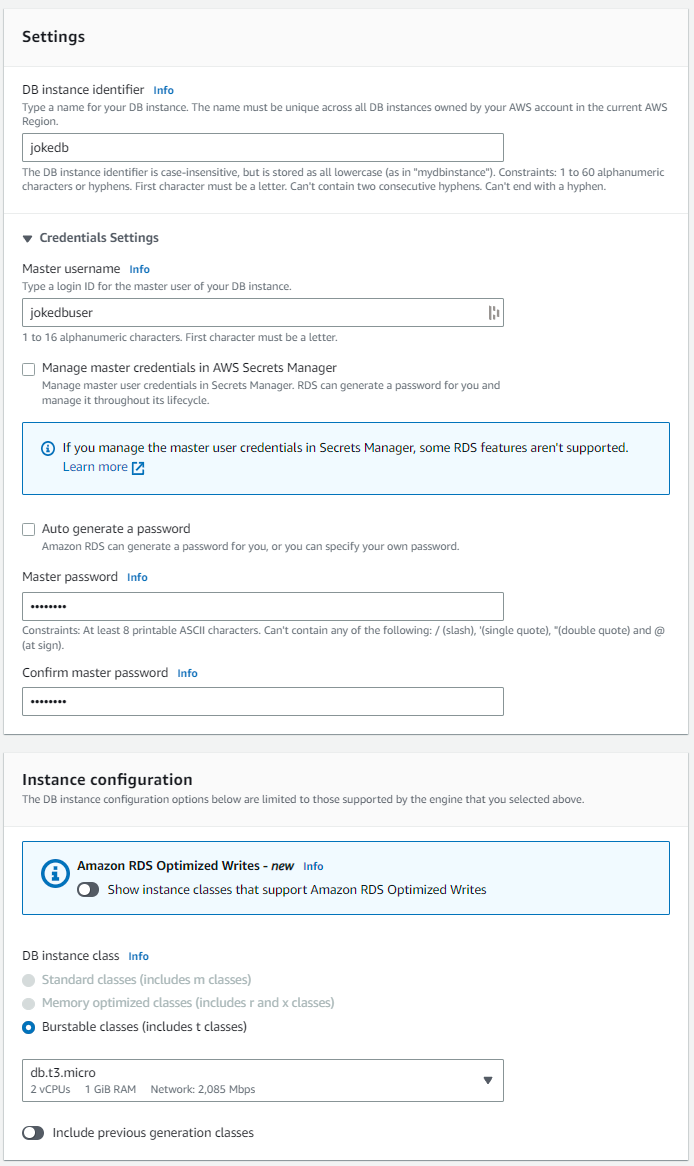 Settings
DB instance identifier Info
Type a name for your DB instance. The name must be unique across all DB instances owned by your AWS account in the current AWS
Region.
jokedb
The DB instance identifier is case-insensitive, but is stored as all lowercase (as in "mydbinstance"). Constraints: 1 to 60 alphanumeric
characters or hyphens. First character must be a letter. Can't contain two consecutive hyphens. Can't end with a hyphen.
Credentials Settings
Master username Info
Type a login ID for the master user of your DB instance.
jokedbuser
1 to 16 alphanumeric characters. First character must be a letter.
Manage master credentials in AWS Secrets Manager
Manage master user credentials in Secrets Manager. RDS can generate a password for you and
manage it throughout its lifecycle.
If you manage the master user credentials in Secrets Manager, some RDS features aren't supported.
Learn more
Auto generate a password
Amazon RDS can generate a password for you, or you can specify your own password.
Master password Info
••••••••
Constraints: At least 8 printable ASCII characters. Can't contain any of the following: / (slash), '(single quote), "(double quote) and @
(at sign).
Confirm master password Info
••••••••
Instance configuration
The DB instance configuration options below are limited to those supported by the engine that you selected above.
Amazon RDS Optimized Writes - new Info
Show instance classes that support Amazon RDS Optimized Writes
DB instance class Info
Standard classes (includes m classes)
Memory optimized classes (includes r and x classes)
Burstable classes (includes t classes)
db.t3.micro
2 vCPUs 1 GiB RAM Network: 2,085 Mbps
Include previous generation classes